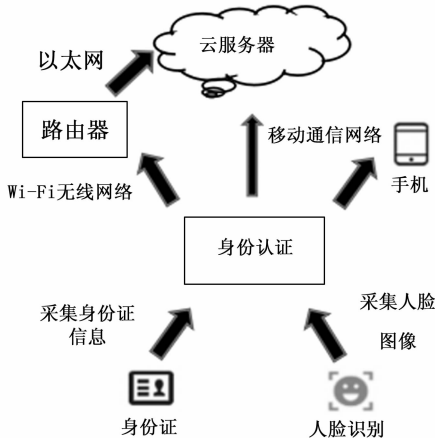 云服务器
以太网
路由器
移动通信网络
手机
Wi-Fi无线网络
身份认证
采集身份证
信息
采集人脸
图像
身份证
人脸识别